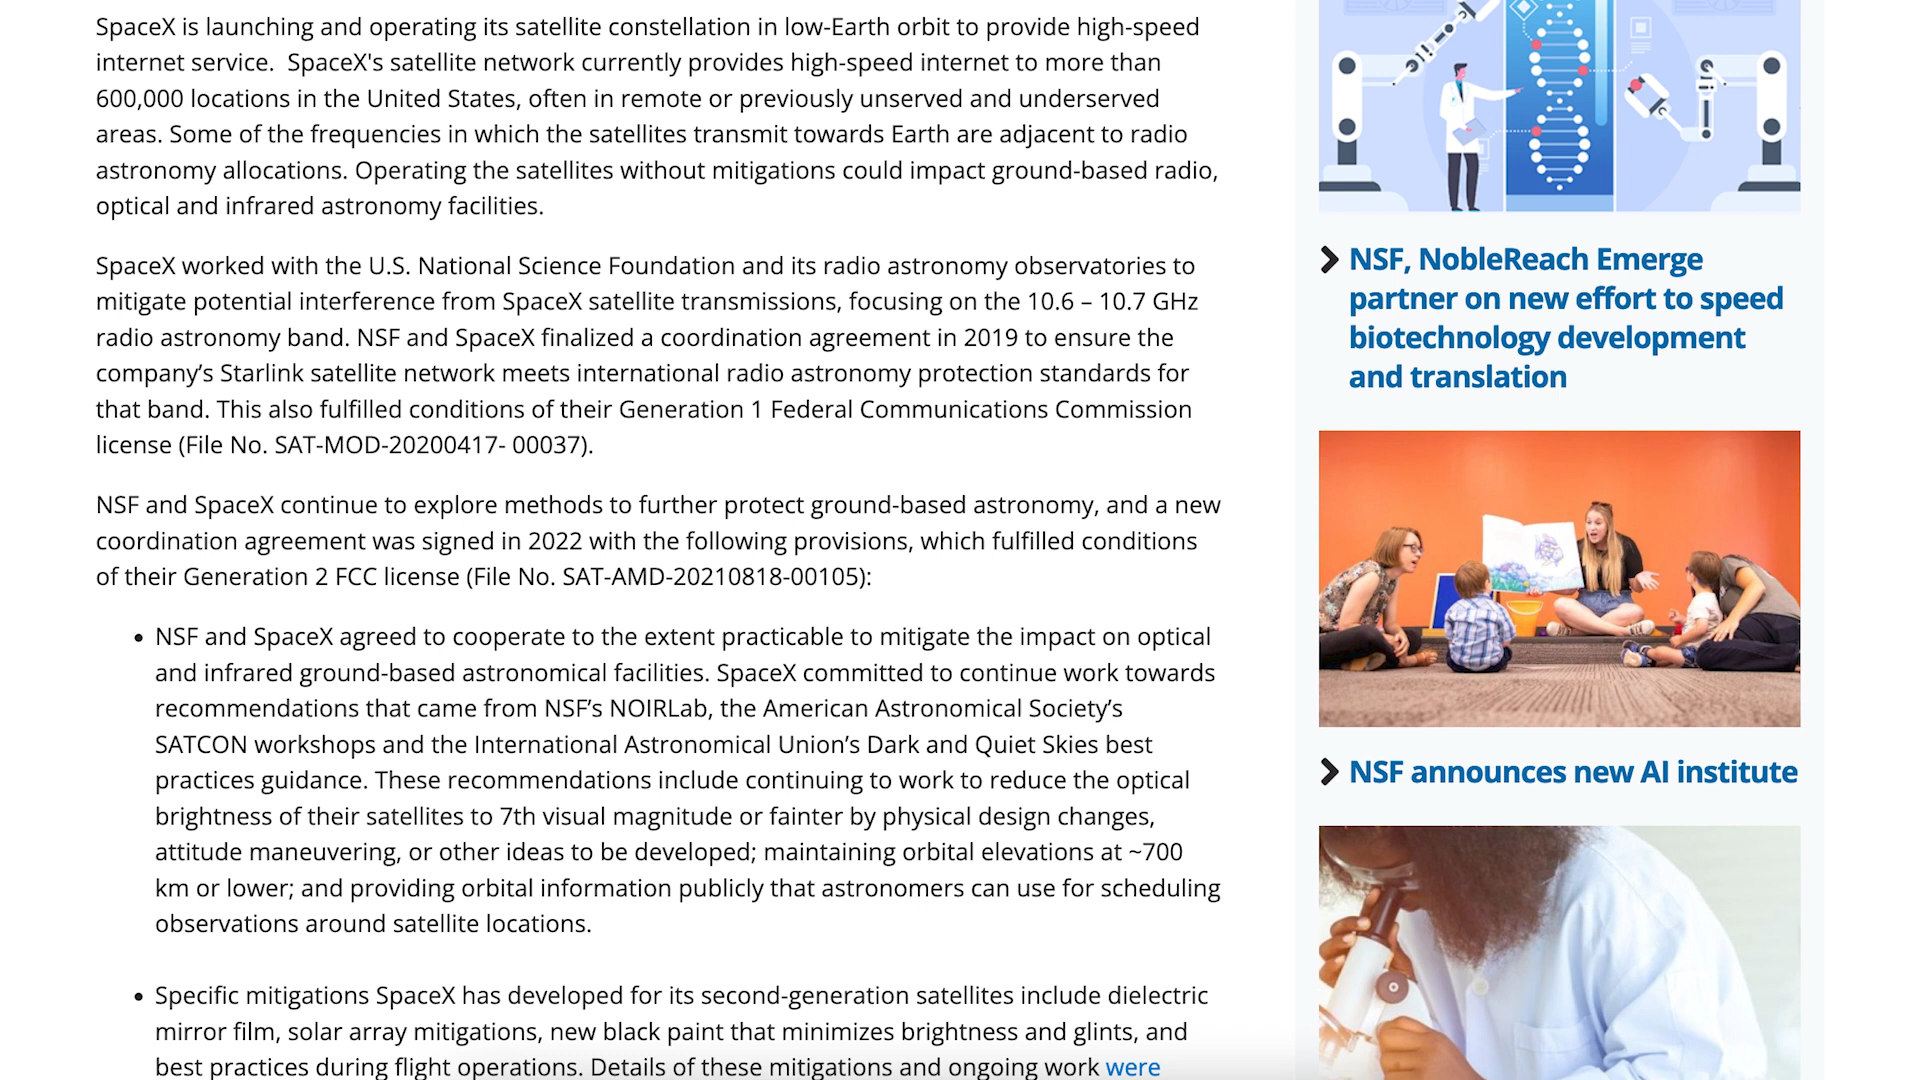 SpaceX is launching and operating its satellite constellation in low-Earth orbit to provide high-speed
internet service.  SpaceX's satellite network currently provides high-speed internet to more than
600,000 locations in the United States, often in remote or previously unserved and underserved
areas. Some of the frequencies in which the satellites transmit towards Earth are adjacent to radio
astronomy allocations. Operating the satellites without mitigations could impact ground-based radio,
optical and infrared astronomy facilities.
SpaceX worked with the U.S. National Science Foundation and its radio astronomy observatories to
mitigate potential interference from SpaceX satellite transmissions, focusing on the 10.6 – 10.7 GHz
radio astronomy band. NSF and SpaceX finalized a coordination agreement in 2019 to ensure the
company’s Starlink satellite network meets international radio astronomy protection standards for
that band. This also fulfilled conditions of their Generation 1 Federal Communications Commission
license (File No. SAT-MOD-20200417- 00037).
NSF and SpaceX continue to explore methods to further protect ground-based astronomy, and a new
coordination agreement was signed in 2022 with the following provisions, which fulfilled conditions
of their Generation 2 FCC license (File No. SAT-AMD-20210818-00105):
• NSF and SpaceX agreed to cooperate to the extent practicable to mitigate the impact on optical
and infrared ground-based astronomical facilities. SpaceX committed to continue work towards
recommendations that came from NSF’s NOIRLab, the American Astronomical Society’s
SATCON workshops and the International Astronomical Union’s Dark and Quiet Skies best
practices guidance. These recommendations include continuing to work to reduce the optical
brightness of their satellites to 7th visual magnitude or fainter by physical design changes,
attitude maneuvering, or other ideas to be developed; maintaining orbital elevations at ~700
km or lower; and providing orbital information publicly that astronomers can use for scheduling
observations around satellite locations.
• Specific mitigations SpaceX has developed for its second-generation satellites include dielectric
mirror film, solar array mitigations, new black paint that minimizes brightness and glints, and
best practices during flight operations. Details of these mitigations and ongoing work were
NSF, NobleReach Emerge
partner on new effort to speed
biotechnology development
and translation
NSF announces new AI institute